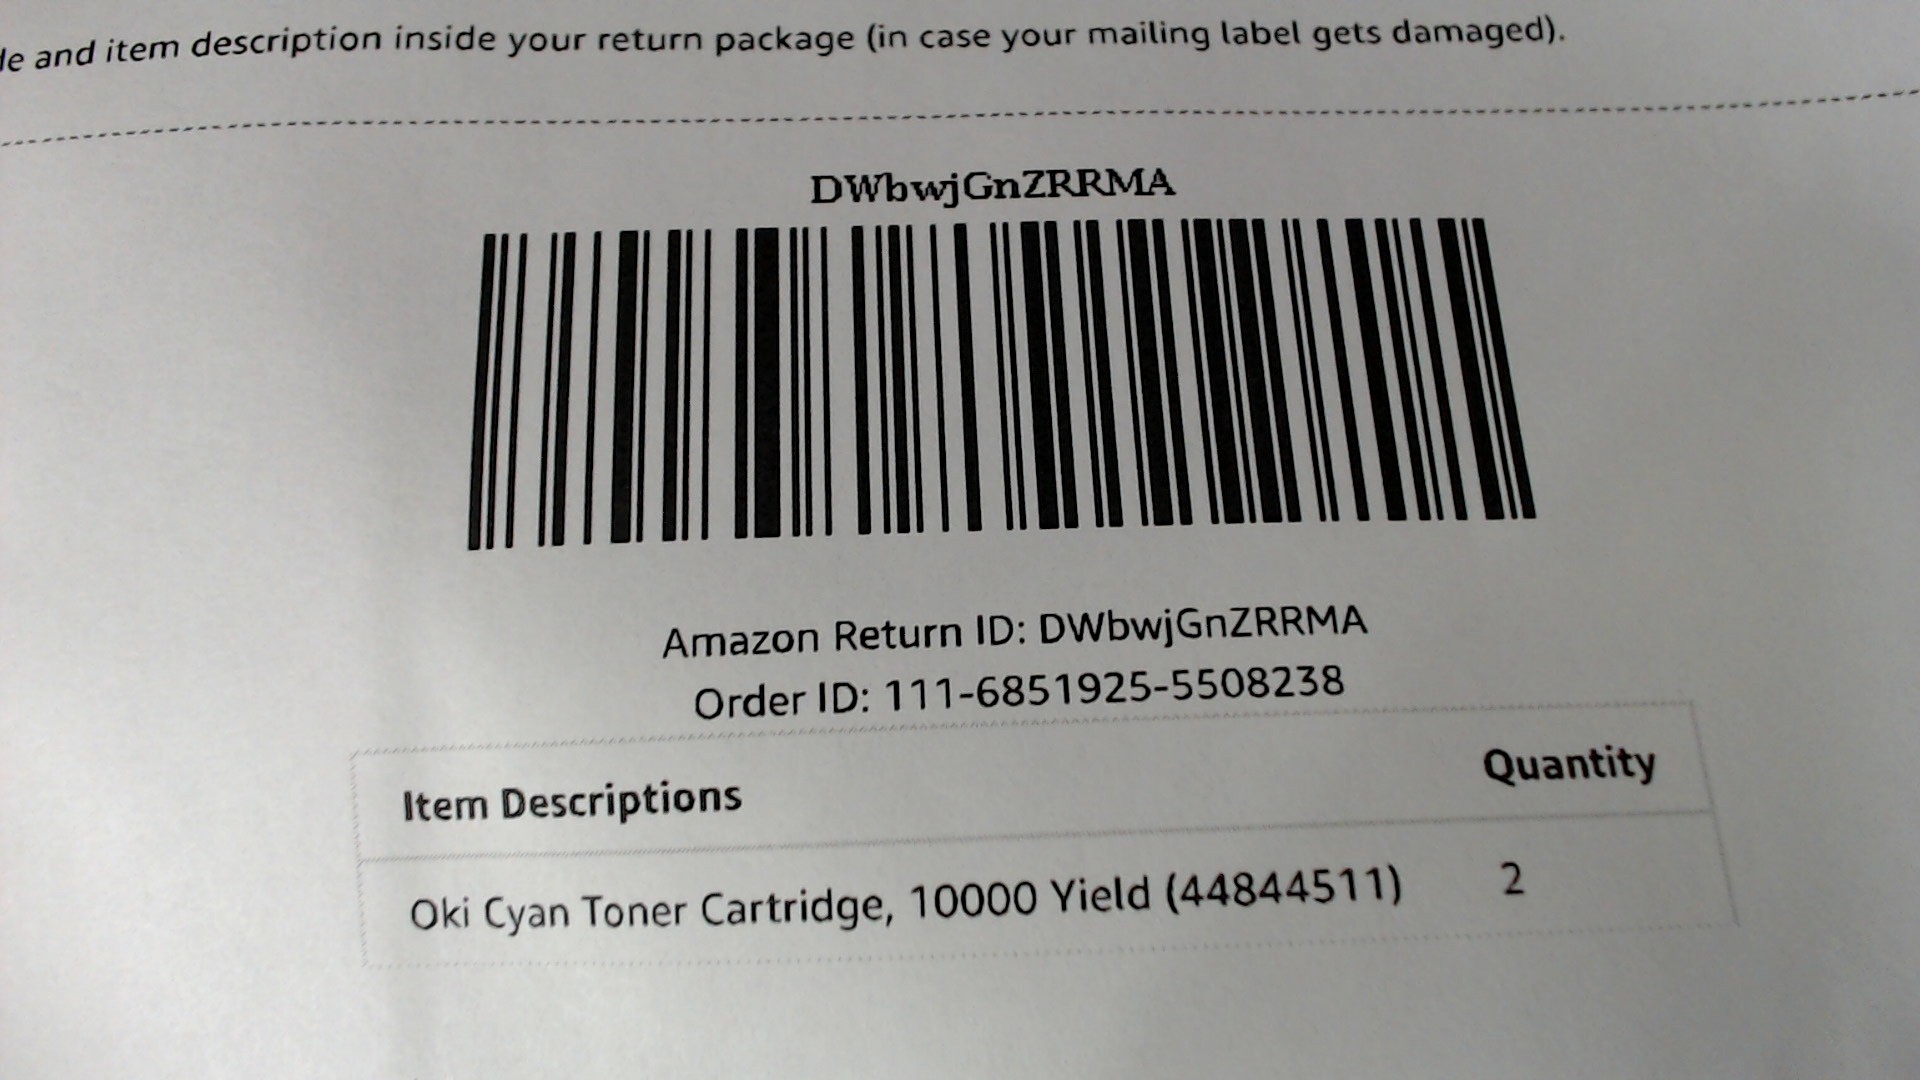 and item description inside your return package (in case your mailing label gets damaged).
DWbwjGnZRRMA
Amazon Return ID: DWbwjGnZRRMA
Order ID: 111-6851925-5508238
Item Descriptions Quantity
Oki Cyan Toner Cartridge, 10000 Yield (44844511) 2